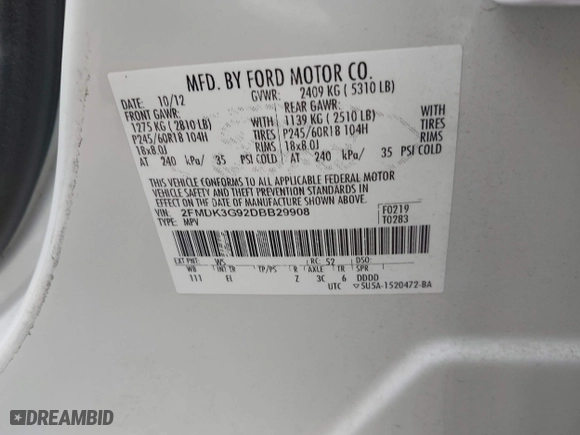 MFD. BY FORD MOTOR CO.
DATE: 10/12 GVWR: 2409 KG ( 5310 LB)
FRONT GAWR: REAR GAWR:
1275 KG ( 2810 LB) WITH 1139 KG ( 2510 LB) WITH
P245/60R18 104H TIRES P245/60R18 104H TIRES
18x8.0J RIMS 18x8.0J RIMS
AT 240 kPa/ 35 PSI COLD AT 240 kPa/ 35 PSI COLD
THIS VEHICLE CONFORMS TO ALL APPLICABLE FEDERAL MOTOR
VEHICLE SAFETY AND THEFT PREVENTION STANDARDS IN EFFECT ON
THE DATE OF MANUFACTURE SHOWN ABOVE.
VIN: 2FMDK3G92DBB29908 F0219
TYPE: MPV F0283
EXT PNT: WS RC: 52 DSO:
WB INT TR TP/PS R AXLE TR SPR
111 EI Z 3C 6 DDDD
UTC ▽5U5A-1520472-BA
DREAMBID